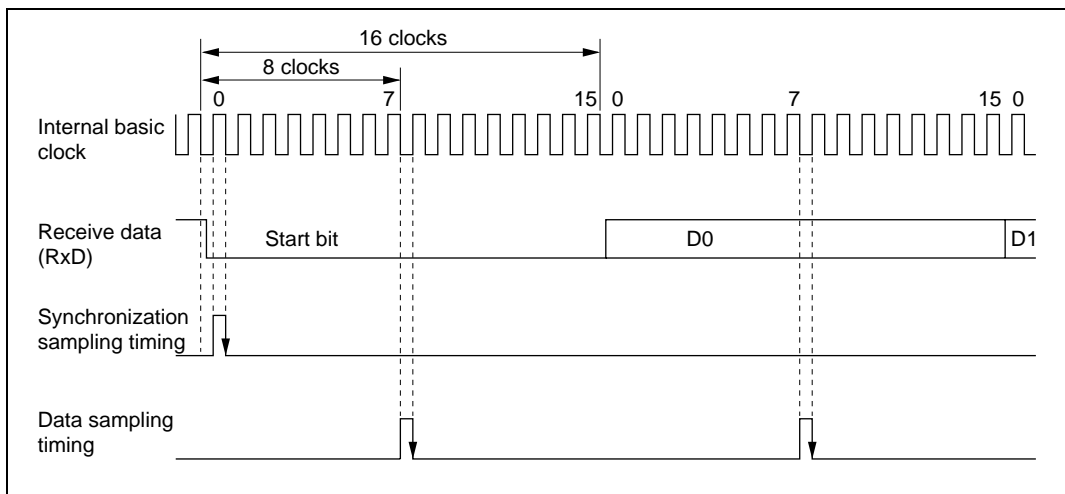 16 clocks
8 clocks
0 7 15 0 7 15 0
Internal basic
clock
Receive data
(RxD)
Start bit D0 D1
Synchronization
sampling timing
Data sampling
timing